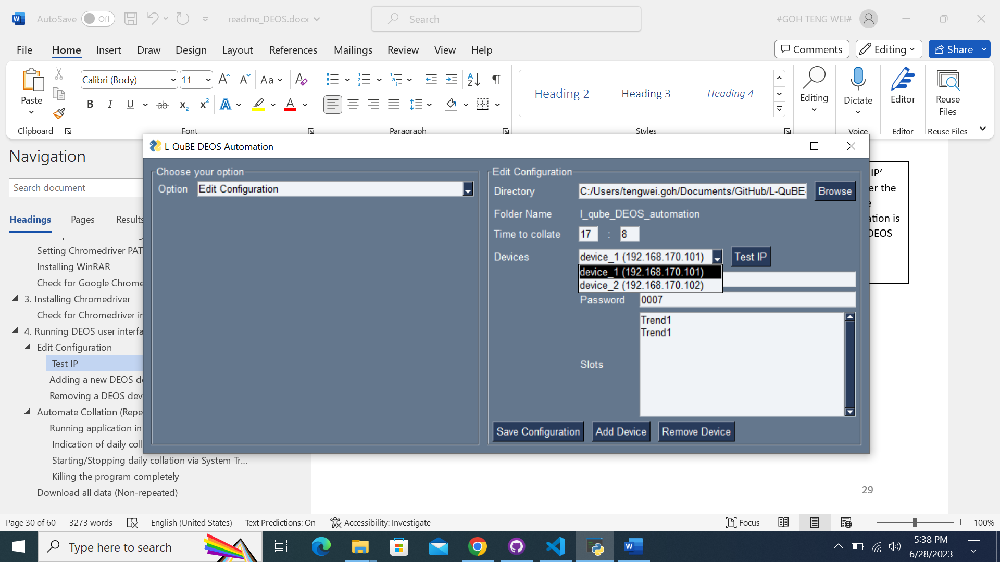 AutoSave Off readme_DEOS.docx Search #GOH TENG WEI#
File Home Insert Draw Design Layout References Mailings Review View Help Comments Editing Share
Paste
Clipboard
Calibri (Body) 11 Aa
B I U ab x2 x2 A A
Font
Paragraph
Heading 2 Heading 3 Heading 4
Styles
Editing
Dictate
Voice
Editor
Editor
Reuse
Files
Reuse Files
Navigation
Search document
Headings Pages Results
Setting Chromedriver PAT
Installing WinRAR
Check for Google Chrome
3. Installing Chromedriver
Check for Chromedriver in
4. Running DEOS user interfa
Edit Configuration
Test IP
Adding a new DEOS de
Removing a DEOS dev
Automate Collation (Repe
Running application in
Indication of daily coll
Starting/Stopping daily collation via System Tr...
Killing the program completely
Download all data (Non-repeated)
L-QuBE DEOS Automation
Choose your option
Option Edit Configuration
Edit Configuration
Directory C:/Users/tengwei.goh/Documents/GitHub/L-QuBE Browse
Folder Name l_qube_DEOS_automation
Time to collate 17 : 8
Devices device_1 (192.168.170.101) Test IP
device_1 (192.168.170.101)
device_2 (192.168.170.102)
Password 0007
Slots
Trend1
Trend1
Save Configuration Add Device Remove Device
IP’
er the
ation is
DEOS
29
Page 30 of 60 3273 words English (United States) Text Predictions: On Accessibility: Investigate Focus 100%
Type here to search
5:38 PM
6/28/2023